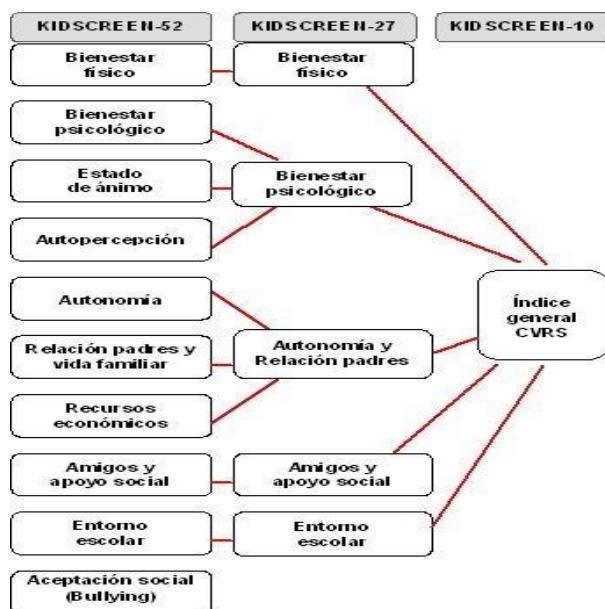 KIDSCREEN-52 KIDSCREEN-27 KIDSCREEN-10
Bienestar
físico
Bienestar
físico
Bienestar
psicológico
Estado
de ánimo
Bienestar
psicológico
Autopercepción
Autonomía
Índice
general
CVRS
Relación padres y
vida familiar
Autonomía y
Relación padres
Recursos
económicos
Amigos y
apoyo social
Amigos y
apoyo social
Entorno
escolar
Entorno
escolar
Aceptación social
(Bullying)